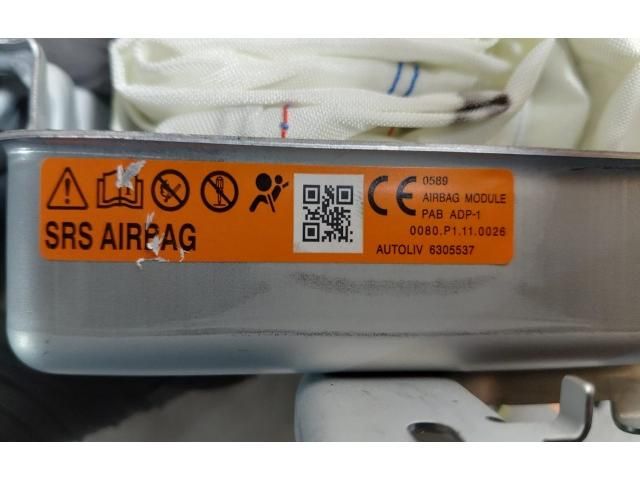 SRS AIRBAG
CE 0589
AIRBAG MODULE
PAB ADP-1
0080.P1.11.0026
AUTOLIV 6305537